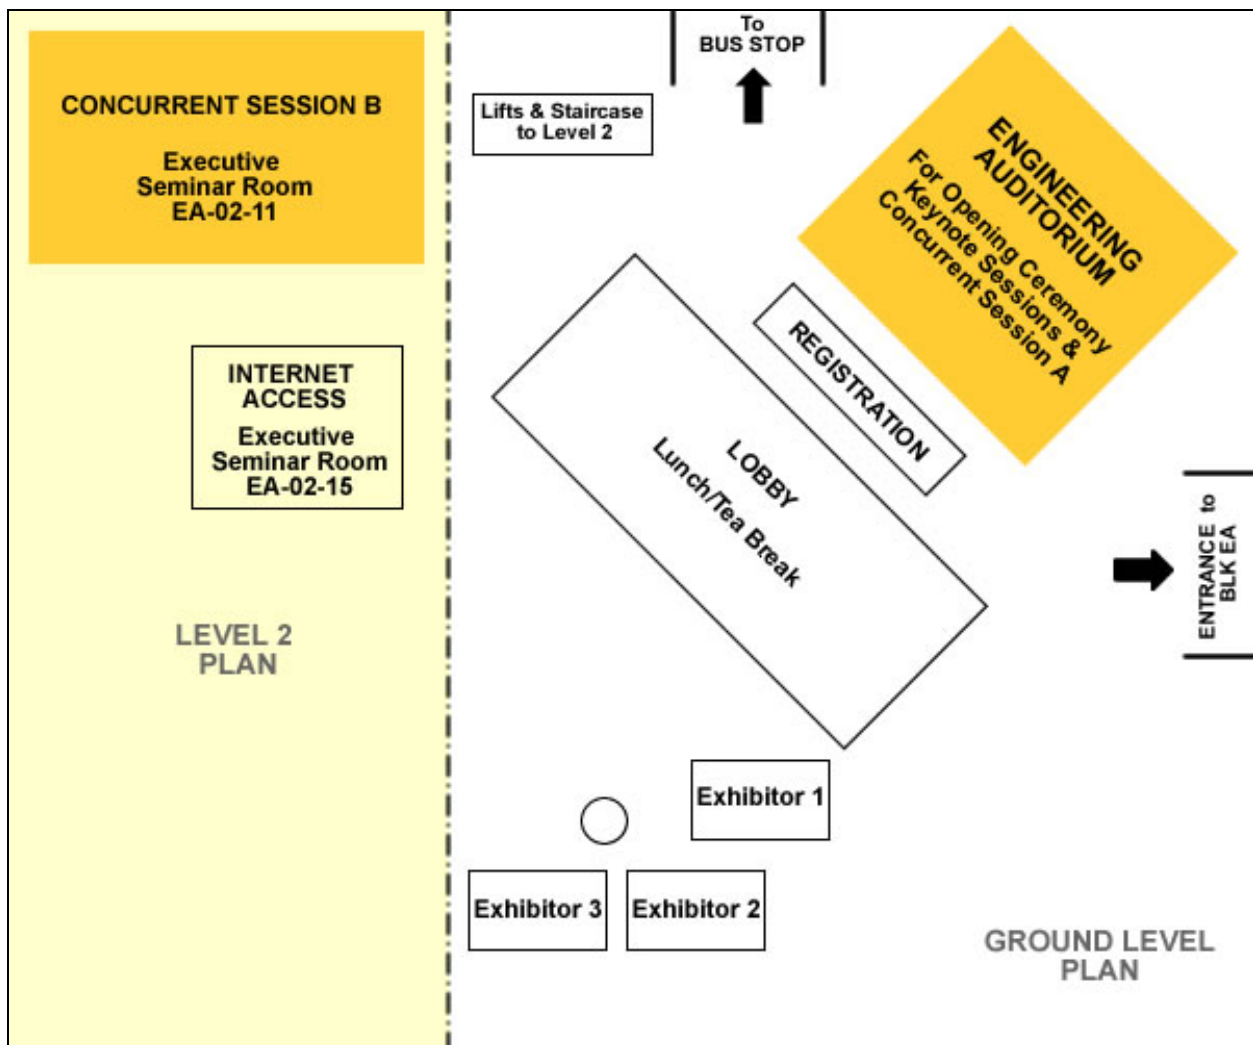 CONCURRENT SESSION B
Executive
Seminar Room
EA-02-11
INTERNET
ACCESS
Executive
Seminar Room
EA-02-15
LEVEL 2
PLAN
To
BUS STOP
Lifts & Staircase
to Level 2
ENGINEERING
AUDITORIUM
For Opening Ceremony
Keynote Sessions &
Concurrent Session A
REGISTRATION
LOBBY
Lunch/Tea Break
ENTRANCE to
BLK EA
Exhibitor 1
Exhibitor 3
Exhibitor 2
GROUND LEVEL
PLAN